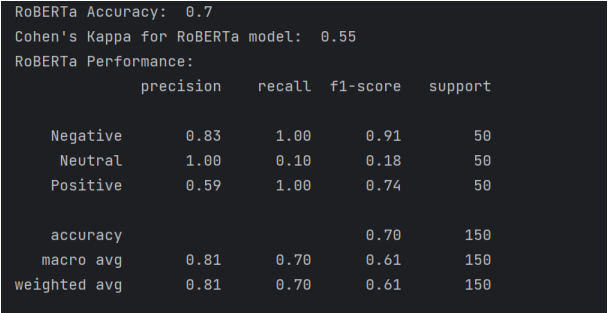 RoBERTa Accuracy:  0.7
Cohen's Kappa for RoBERTa model:  0.55
RoBERTa Performance:
              precision    recall  f1-score   support

    Negative       0.83      1.00      0.91        50
     Neutral       1.00      0.10      0.18        50
    Positive       0.59      1.00      0.74        50

    accuracy                           0.70       150
   macro avg       0.81      0.70      0.61       150
weighted avg       0.81      0.70      0.61       150